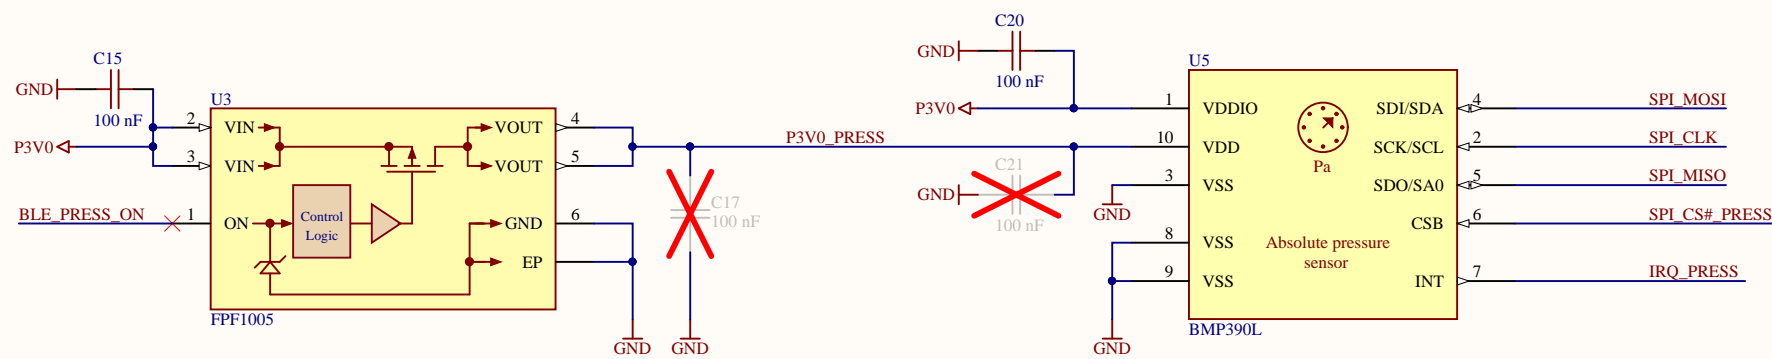 C15
GND
100 nF
P3V0
BLE_PRESS_ON
U3
2
VIN
3
VIN
1
ON
Control
Logic
VOUT
4
VOUT
5
GND
6
EP
FPF1005
GND
GND
C17
100 nF
P3V0_PRESS
C20
GND
100 nF
P3V0
C21
GND
100 nF
GND
GND
U5
1
VDDIO
10
VDD
3
VSS
8
VSS
9
VSS
Pa
Absolute pressure
sensor
SDI/SDA
4
SPI_MOSI
SCK/SCL
2
SPI_CLK
SDO/SA0
5
SPI_MISO
CSB
6
SPI_CS#_PRESS
INT
7
IRQ_PRESS
BMP390L